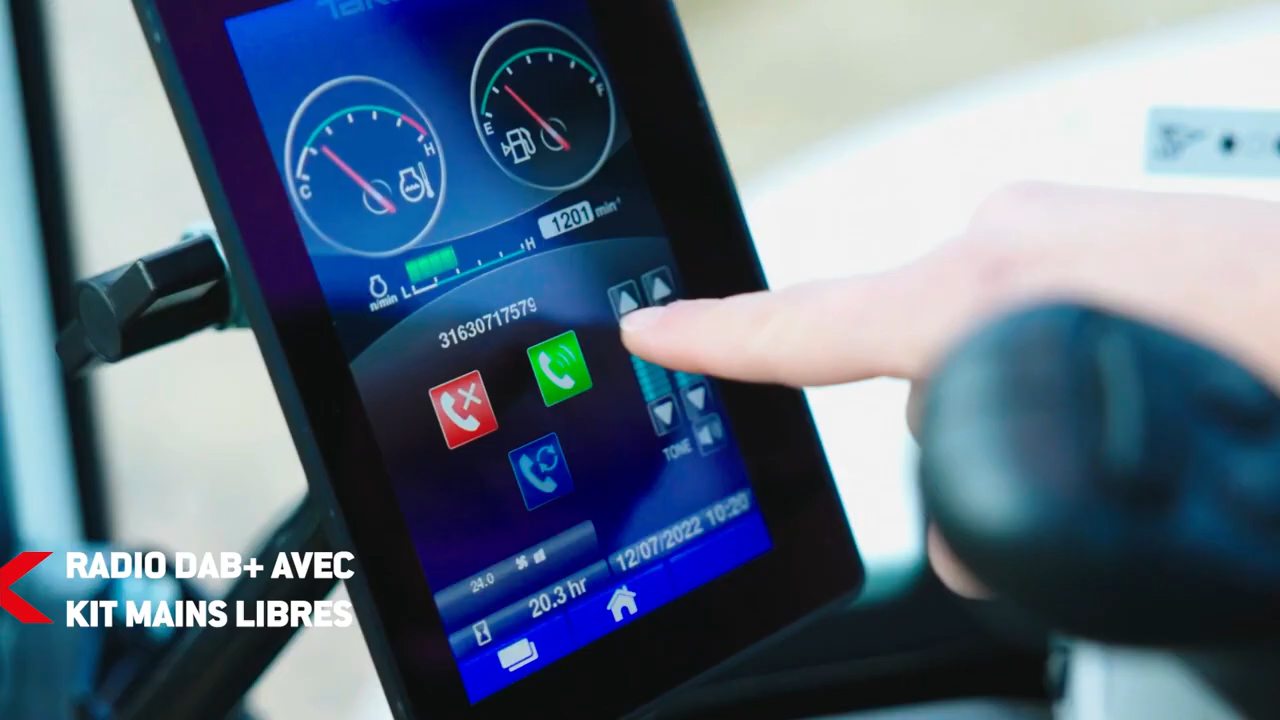 E
F
C
H
1201 min⁻¹
n/min L H
31630717579
TONE
24.0
12/07/2022 10:20
20.3 hr
RADIO DAB+ AVEC
KIT MAINS LIBRES